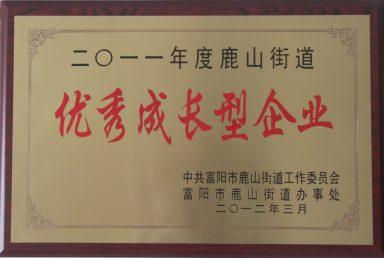 二〇一一年度鹿山街道
优秀成长型企业
中共富阳市鹿山街道工作委员会
富阳市鹿山街道办事处
二〇一二年三月